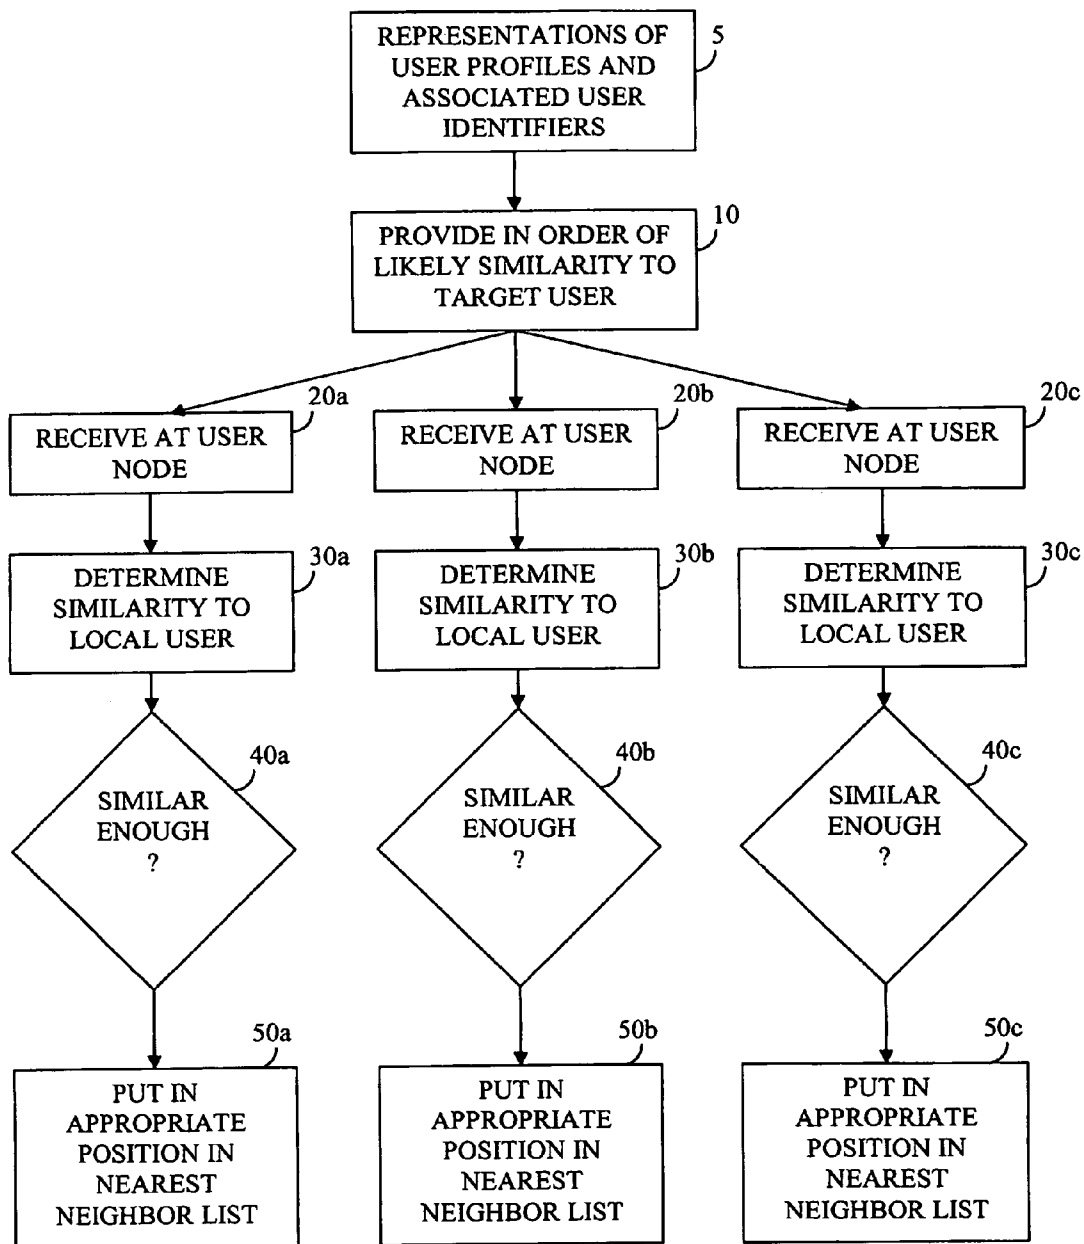 REPRESENTATIONS OF
USER PROFILES AND
ASSOCIATED USER
IDENTIFIERS
5
PROVIDE IN ORDER OF
LIKELY SIMILARITY TO
TARGET USER
10
RECEIVE AT USER
NODE
20a
RECEIVE AT USER
NODE
20b
RECEIVE AT USER
NODE
20c
DETERMINE
SIMILARITY TO
LOCAL USER
30a
DETERMINE
SIMILARITY TO
LOCAL USER
30b
DETERMINE
SIMILARITY TO
LOCAL USER
30c
SIMILAR
ENOUGH
?
40a
SIMILAR
ENOUGH
?
40b
SIMILAR
ENOUGH
?
40c
PUT IN
APPROPRIATE
POSITION IN
NEAREST
NEIGHBOR LIST
50a
PUT IN
APPROPRIATE
POSITION IN
NEAREST
NEIGHBOR LIST
50b
PUT IN
APPROPRIATE
POSITION IN
NEAREST
NEIGHBOR LIST
50c